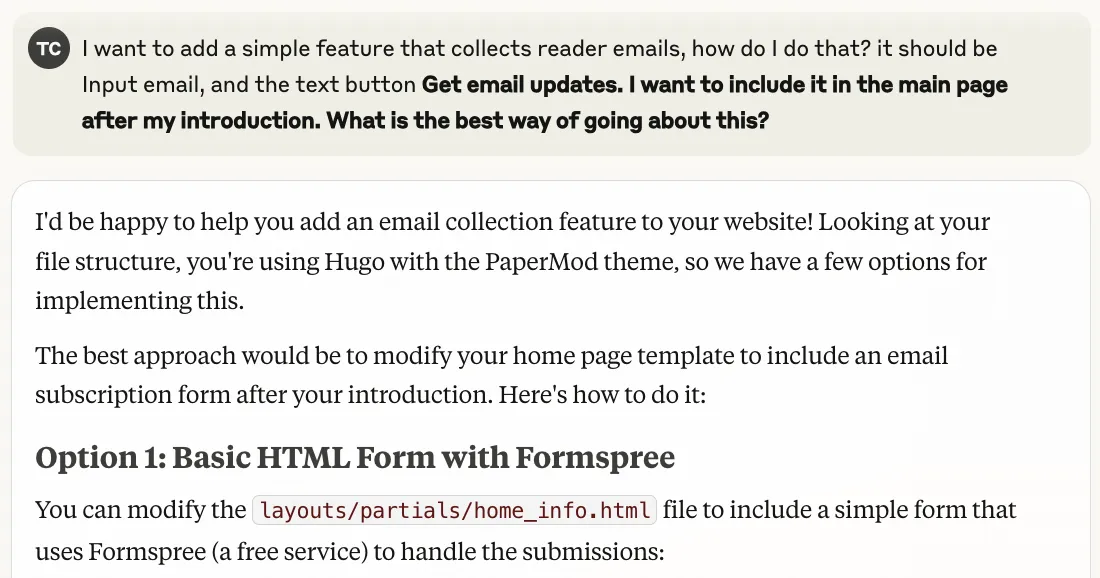 TC
I want to add a simple feature that collects reader emails, how do I do that? it should be
Input email, and the text button Get email updates. I want to include it in the main page
after my introduction. What is the best way of going about this?
I'd be happy to help you add an email collection feature to your website! Looking at your
file structure, you're using Hugo with the PaperMod theme, so we have a few options for
implementing this.
The best approach would be to modify your home page template to include an email
subscription form after your introduction. Here's how to do it:
Option 1: Basic HTML Form with Formspree
You can modify the layouts/partials/home_info.html file to include a simple form that
uses Formspree (a free service) to handle the submissions: